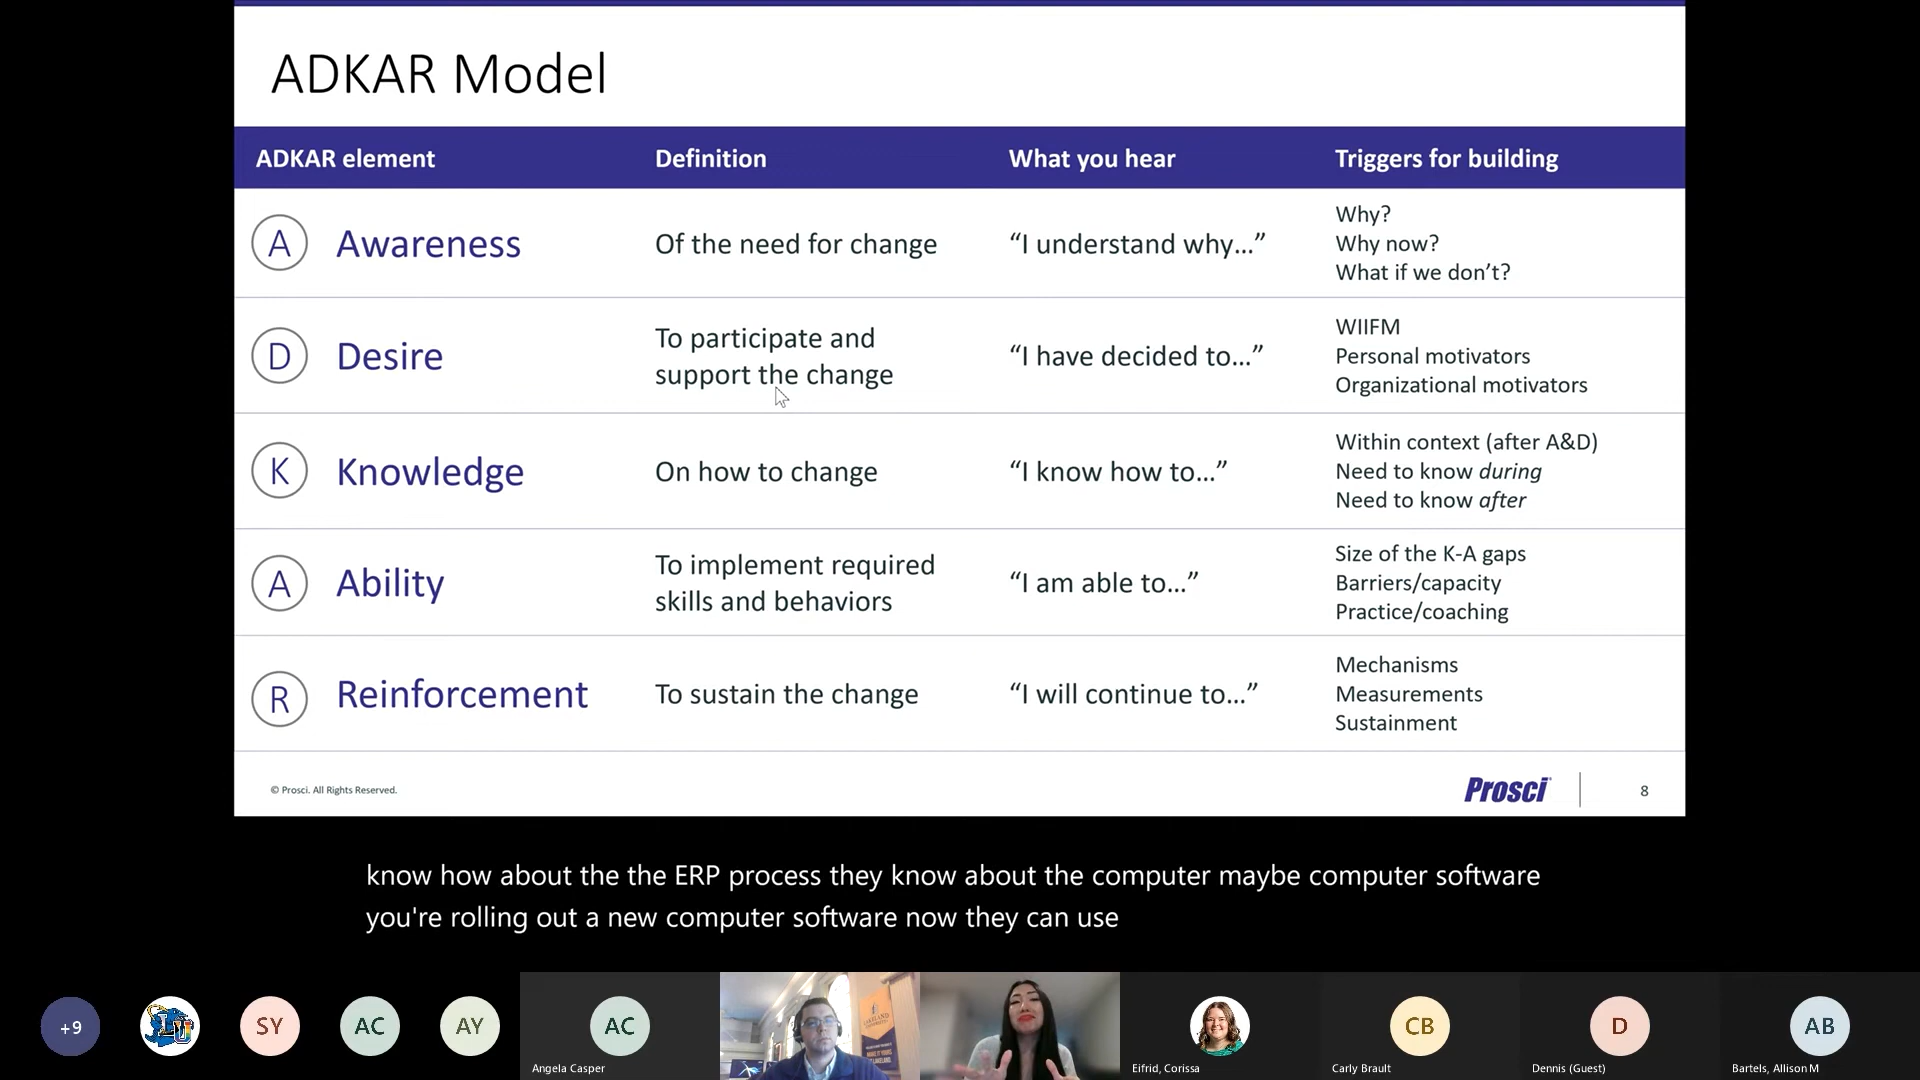 ADKAR Model
ADKAR element Definition What you hear Triggers for building
A Awareness Of the need for change “I understand why...” Why?
Why now?
What if we don’t?
D Desire To participate and
support the change “I have decided to...” WIIFM
Personal motivators
Organizational motivators
K Knowledge On how to change “I know how to...” Within context (after A&D)
Need to know during
Need to know after
A Ability To implement required
skills and behaviors “I am able to...” Size of the K-A gaps
Barriers/capacity
Practice/coaching
R Reinforcement To sustain the change “I will continue to...” Mechanisms
Measurements
Sustainment
© Prosci. All Rights Reserved. Prosci 8
know how about the the ERP process they know about the computer maybe computer software
you're rolling out a new computer software now they can use
+9 LU SY AC AY AC CB D AB
Angela Casper Eifrid, Corissa Carly Brault Dennis (Guest) Bartels, Allison M